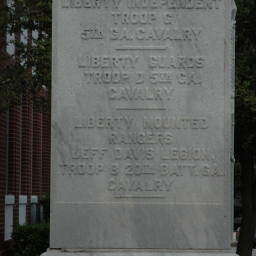 LIBERTY INDEPENDENT
TROOP G
5TH GA. CAVALRY
LIBERTY GUARDS
TROOP D 5TH GA.
CAVALRY
LIBERTY MOUNTED
RANGERS
JEFF DAVIS LEGION,
TROOP B 20TH BATT. GA.
CAVALRY